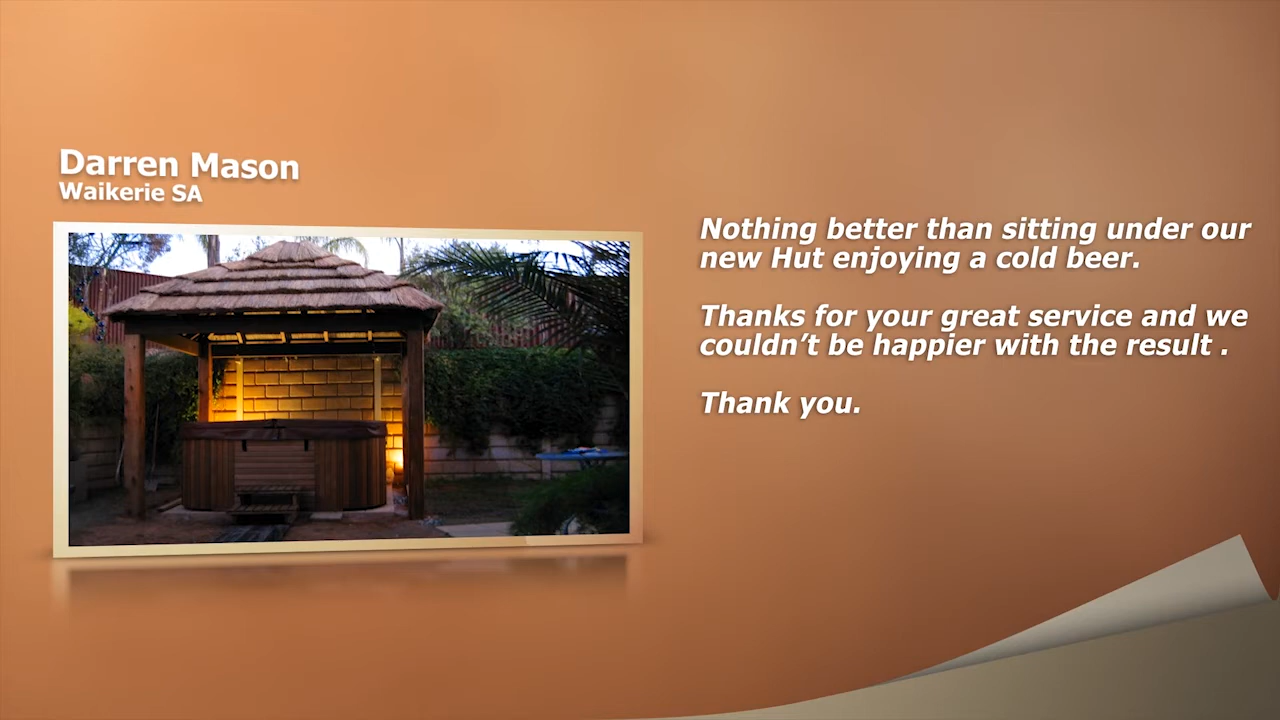 Darren Mason
Waikerie SA
Nothing better than sitting under our
new Hut enjoying a cold beer.
Thanks for your great service and we
couldn’t be happier with the result .
Thank you.